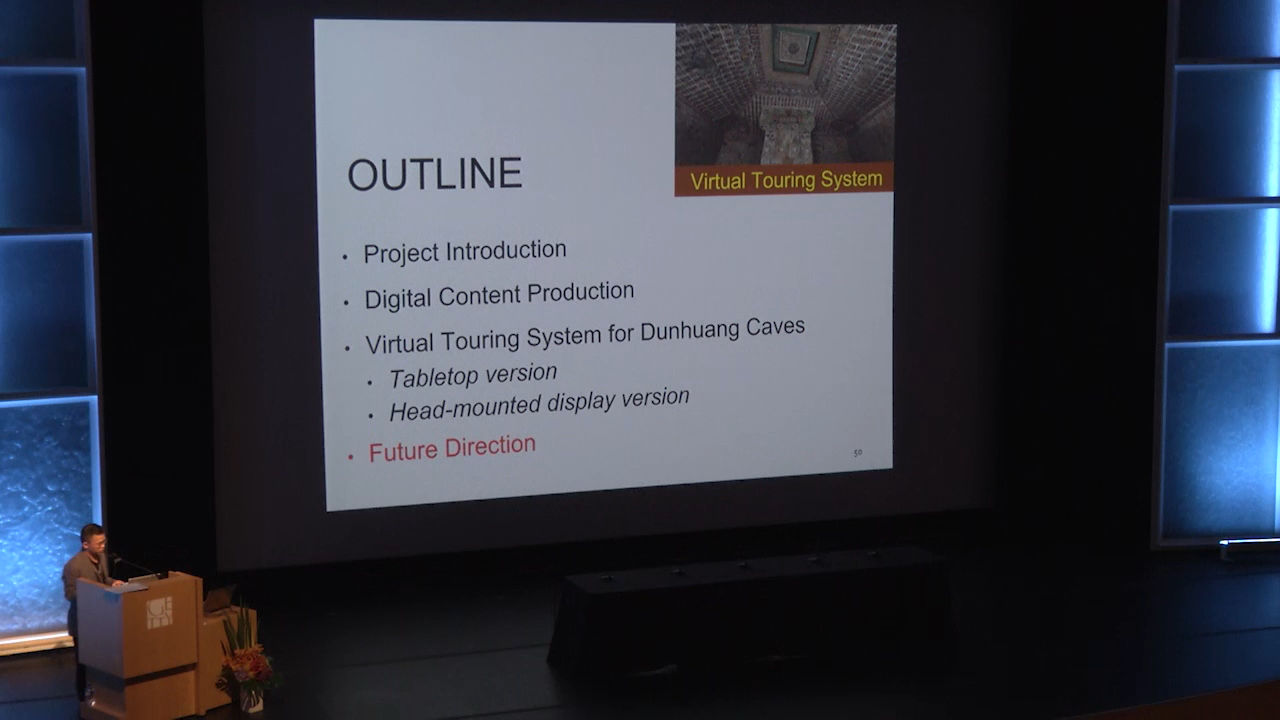 Virtual Touring System
OUTLINE
• Project Introduction
• Digital Content Production
• Virtual Touring System for Dunhuang Caves
• Tabletop version
• Head-mounted display version
• Future Direction
50
GETTY